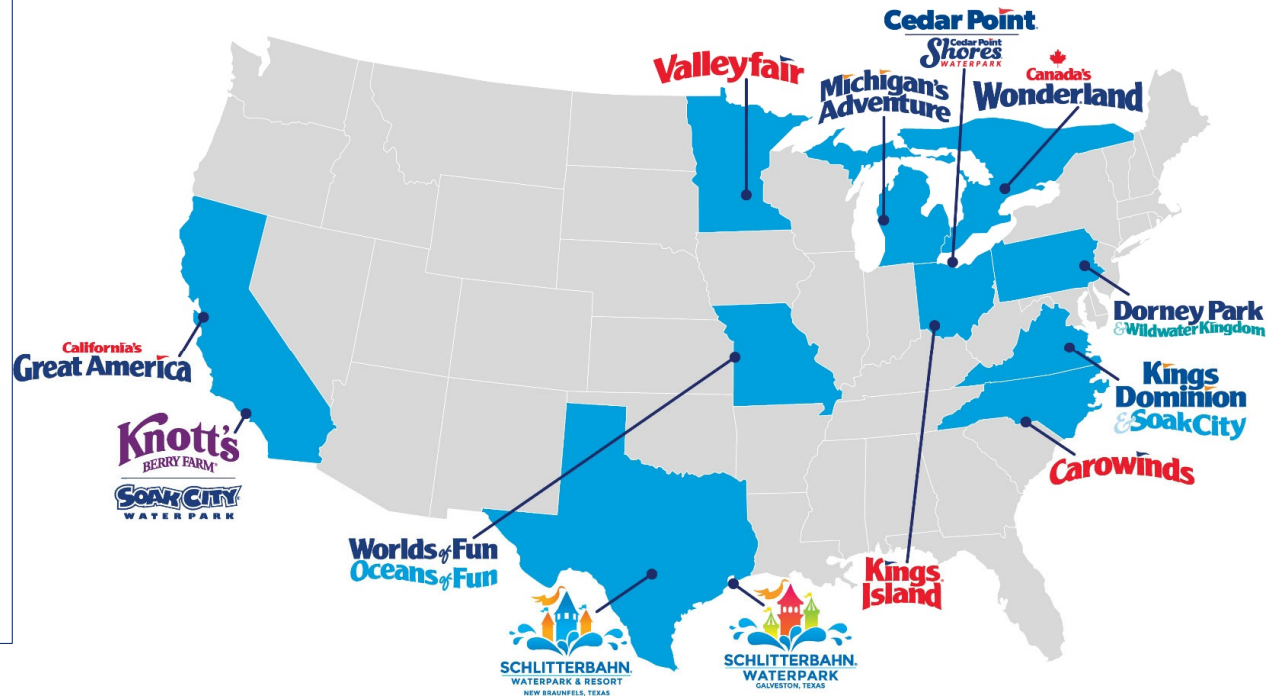 Cedar Point
Cedar Point
Shores
WATERPARK
Valleyfair
Michigan's
Adventure
Canada's
Wonderland
California's
Great America
Knott's
BERRY FARM®
SOAK CITY
WATERPARK
Dorney Park
&Wildwater Kingdom
Kings
Dominion
&Soak City
Carowinds
Worlds of Fun
Oceans of Fun
Kings
Island
SCHLITTERBAHN®
WATERPARK & RESORT
NEW BRAUNFELS, TEXAS
SCHLITTERBAHN®
WATERPARK
GALVESTON, TEXAS